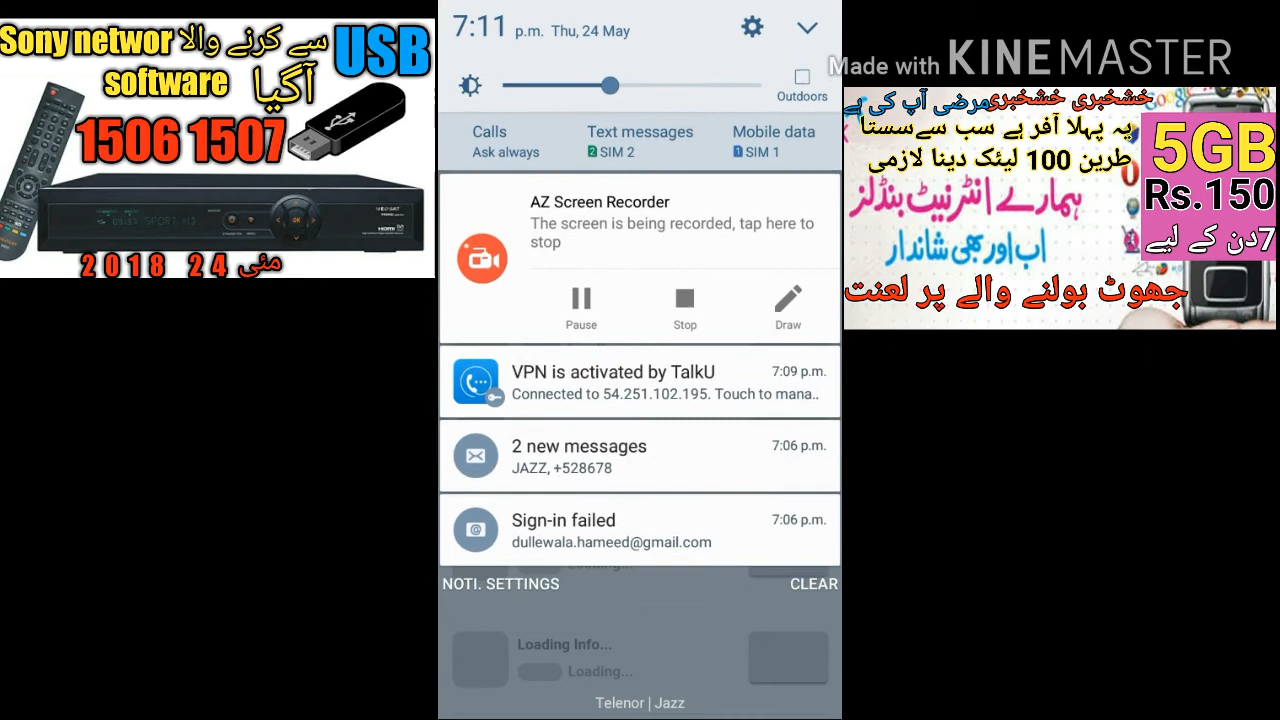 Sony networ سے کرنے والا USB
software آگیا
1506 1507
OK
HDMI
2018 24 مئی
7:11 p.m. Thu, 24 May
Outdoors
Calls
Ask always
Text messages
2 SIM 2
Mobile data
1 SIM 1
AZ Screen Recorder
The screen is being recorded, tap here to
stop
Pause
Stop
Draw
VPN is activated by TalkU
7:09 p.m.
Connected to 54.251.102.195. Touch to mana..
2 new messages
7:06 p.m.
JAZZ, +528678
Sign-in failed
7:06 p.m.
dullewala.hameed@gmail.com
NOTI. SETTINGS
CLEAR
Loading Info...
Loading...
Telenor | Jazz
Made with KINEMASTER
خشخبری خشخبری مرضی آپ کی ہے
یہ پہلا آفر ہے سب سے سستا
طرین 100 لیئک دینا لازمی
5GB
Rs.150
7دن کے لیے
ہمارے انٹرنیٹ بنڈلز
اب اور بھی شاندار
جھوٹ بولنے والے پر لعنت